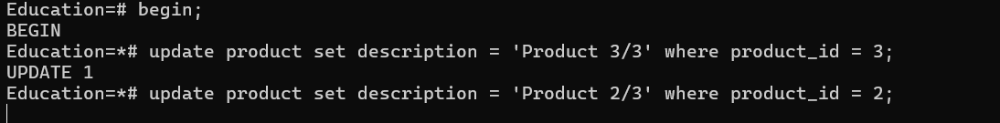 Education=# begin;
BEGIN
Education=*# update product set description = 'Product 3/3' where product_id = 3;
UPDATE 1
Education=*# update product set description = 'Product 2/3' where product_id = 2;